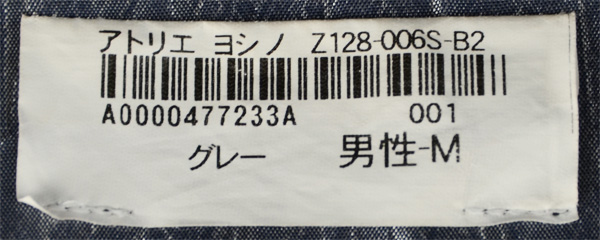 アトリエ ヨシノ Z128-006S-B2
A0000477233A 001
グレー 男性-M